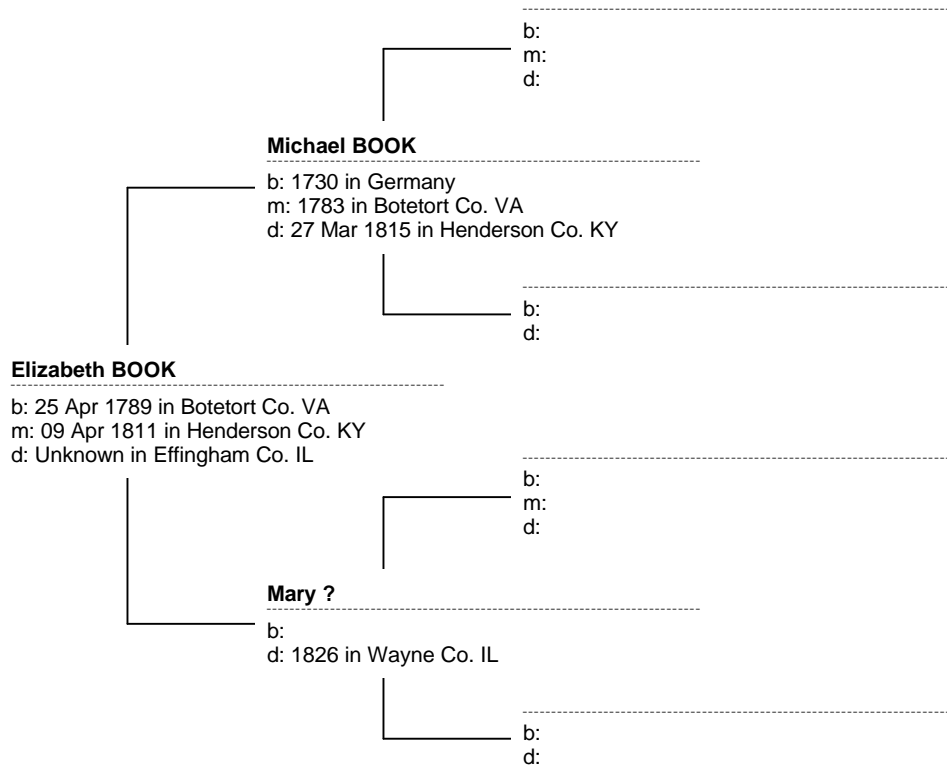 b:
m:
d:
Michael BOOK
b: 1730 in Germany
m: 1783 in Botetort Co. VA
d: 27 Mar 1815 in Henderson Co. KY
b:
d:
Elizabeth BOOK
b: 25 Apr 1789 in Botetort Co. VA
m: 09 Apr 1811 in Henderson Co. KY
d: Unknown in Effingham Co. IL
b:
m:
d:
Mary ?
b:
d: 1826 in Wayne Co. IL
b:
d: